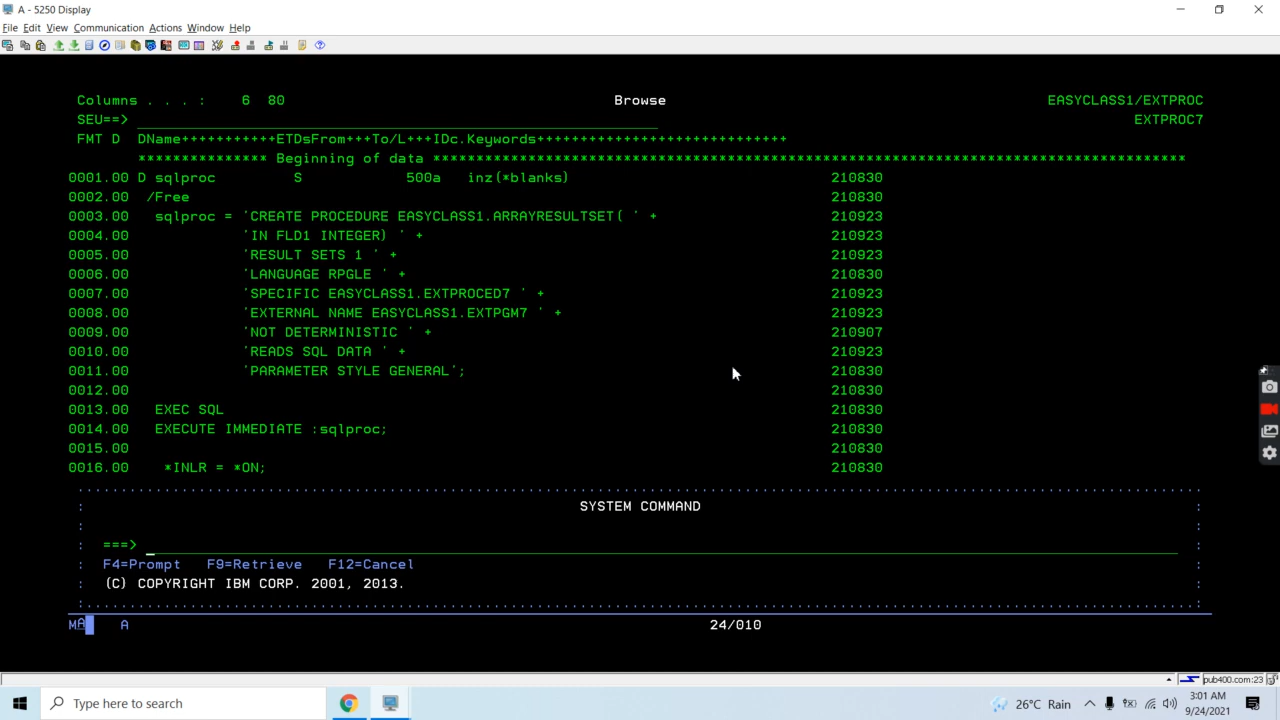 A - 5250 Display
File Edit View Communication Actions Window Help
Columns . . . : 6 80 Browse EASYCLASS1/EXTPROC
SEU==> EXTPROC7
FMT D DName+++++++++++ETDsFrom+++To/L+++IDc.Keywords+++++++++++++++++++++++++++++
*************** Beginning of data ***************************************************************************************
0001.00 D sqlproc S 500a inz(*blanks) 210830
0002.00 /Free 210830
0003.00 sqlproc = 'CREATE PROCEDURE EASYCLASS1.ARRAYRESULTSET( ' + 210923
0004.00 'IN FLD1 INTEGER) ' + 210923
0005.00 'RESULT SETS 1 ' + 210923
0006.00 'LANGUAGE RPGLE ' + 210830
0007.00 'SPECIFIC EASYCLASS1.EXTPROCED7 ' + 210923
0008.00 'EXTERNAL NAME EASYCLASS1.EXTPGM7 ' + 210923
0009.00 'NOT DETERMINISTIC ' + 210907
0010.00 'READS SQL DATA ' + 210923
0011.00 'PARAMETER STYLE GENERAL'; 210830
0012.00 210830
0013.00 EXEC SQL 210830
0014.00 EXECUTE IMMEDIATE :sqlproc; 210830
0015.00 210830
0016.00 *INLR = *ON; 210830
SYSTEM COMMAND
===>
F4=Prompt F9=Retrieve F12=Cancel
(C) COPYRIGHT IBM CORP. 2001, 2013.
MA A 24/010
pub400.com:23
Type here to search 26°C Rain 3:01 AM
9/24/2021